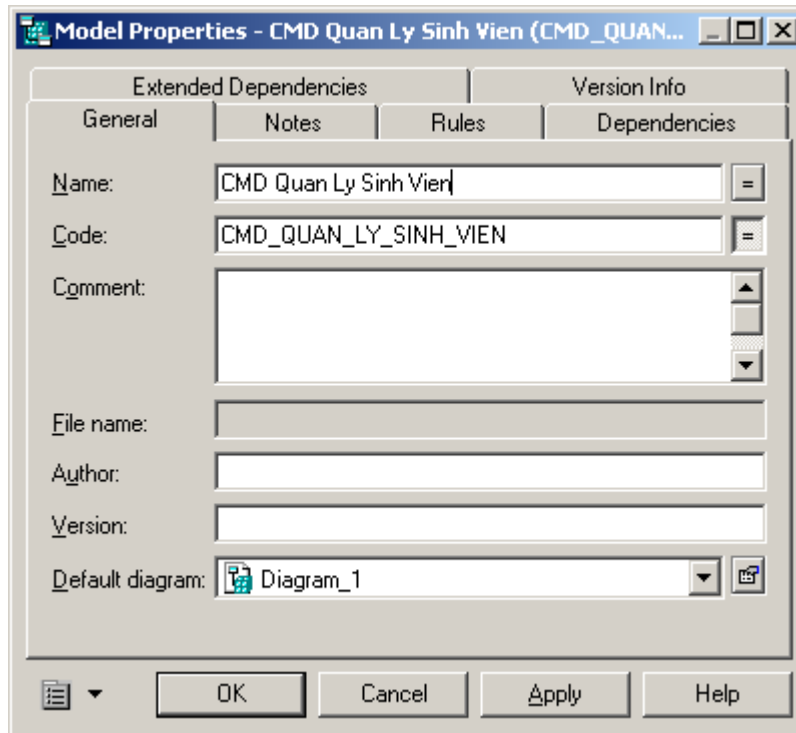 Model Properties - CMD Quan Ly Sinh Vien (CMD_QUAN...
Extended Dependencies Version Info
General Notes Rules Dependencies
Name: CMD Quan Ly Sinh Vien =
Code: CMD_QUAN_LY_SINH_VIEN =
Comment:
File name:
Author:
Version:
Default diagram: Diagram_1
OK Cancel Apply Help